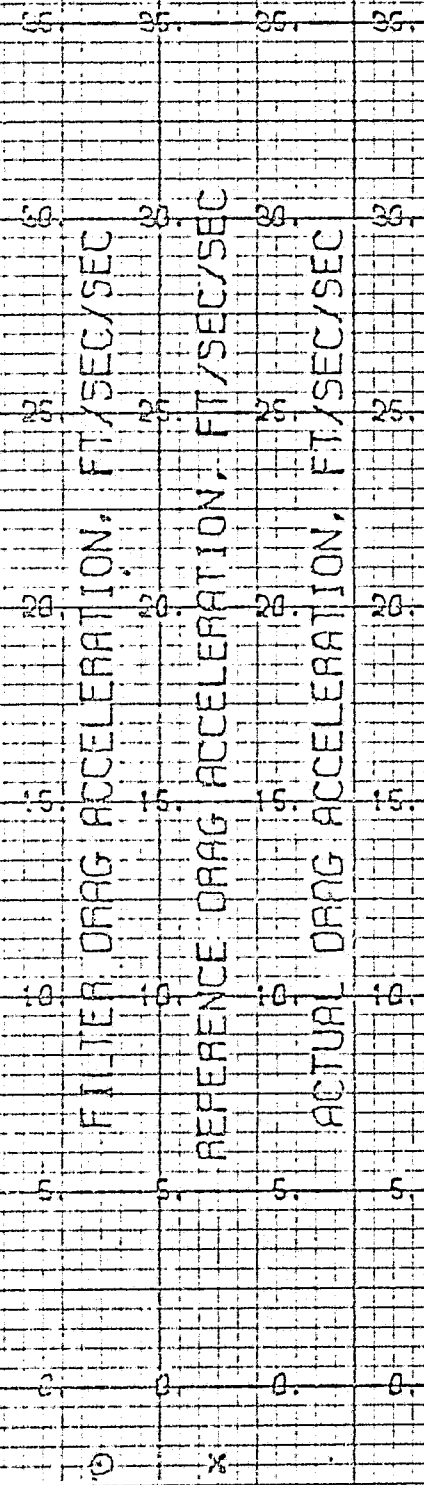 35. 35. 35. 35.
30. 30. 30. 30.
25. 25. 25. 25.
20. 20. 20. 20.
15. 15. 15. 15.
10. 10. 10. 10.
5. 5. 5. 5.
0. 0. 0. 0.
FILTER DRAG ACCELERATION, FT/SEC/SEC
REFERENCE DRAG ACCELERATION, FT/SEC/SEC
ACTUAL DRAG ACCELERATION, FT/SEC/SEC